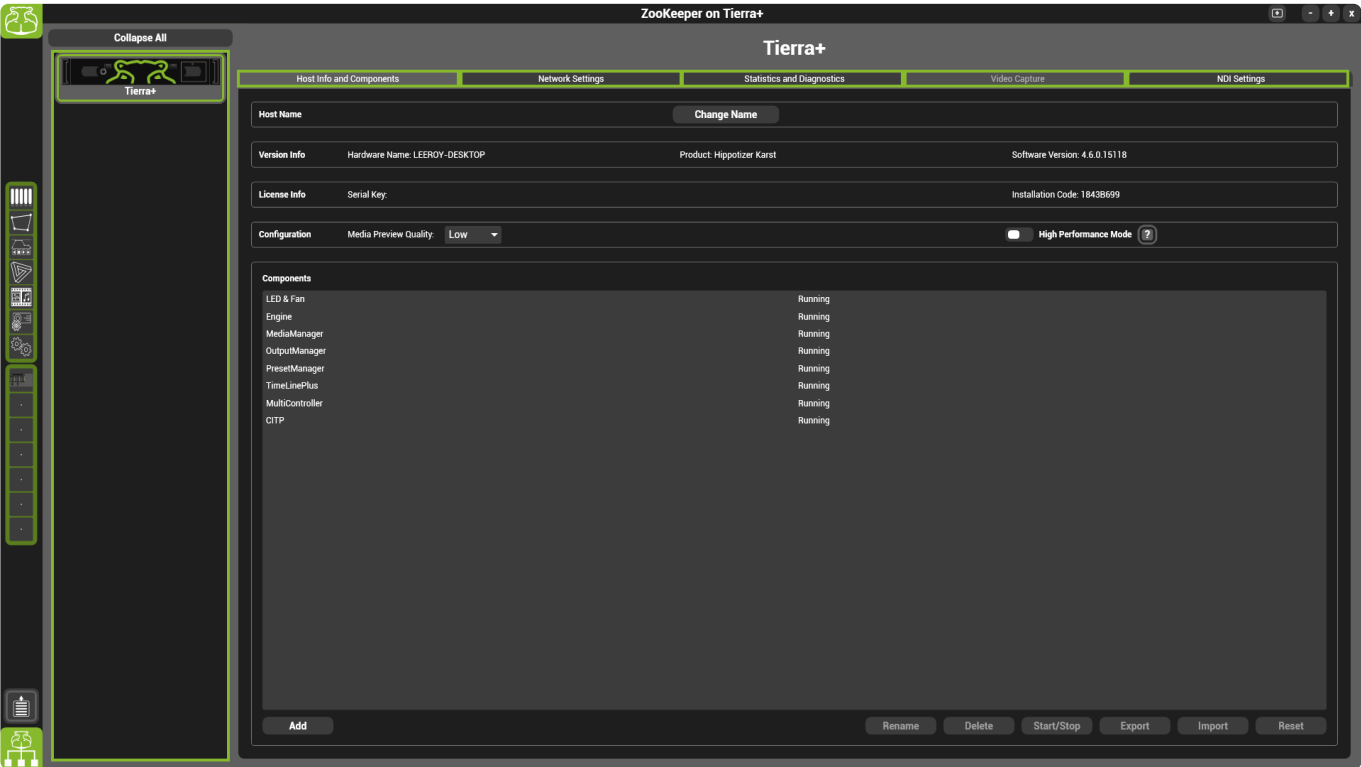 ZooKeeper on Tierra+
- + x
Collapse All
Tierra+
Tierra+
Host Info and Components Network Settings Statistics and Diagnostics Video Capture NDI Settings
Host Name Change Name
Version Info Hardware Name: LEEROY-DESKTOP Product: Hippotizer Karst Software Version: 4.6.0.15118
License Info Serial Key: Installation Code: 1843B699
Configuration Media Preview Quality: Low High Performance Mode ?
Components
LED & Fan Running
Engine Running
MediaManager Running
OutputManager Running
PresetManager Running
TimeLinePlus Running
MultiController Running
CITP Running
Add Rename Delete Start/Stop Export Import Reset